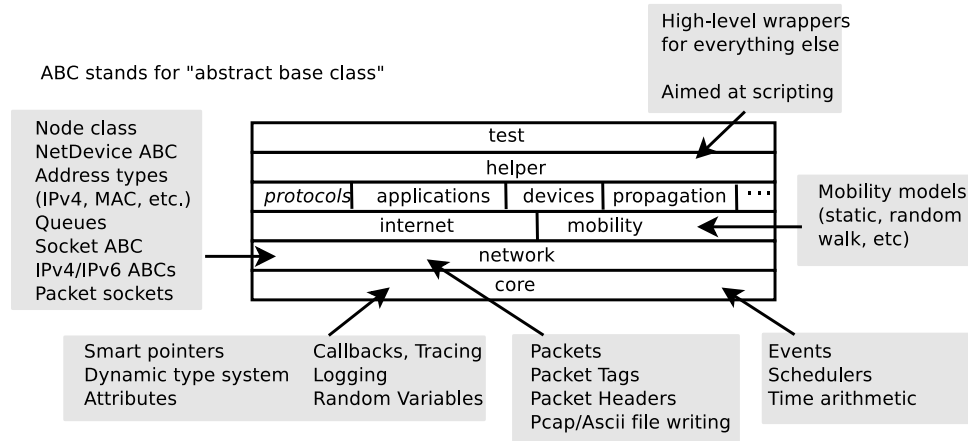 High-level wrappers
for everything else
Aimed at scripting
ABC stands for "abstract base class"
Node class
NetDevice ABC
Address types
(IPv4, MAC, etc.)
Queues
Socket ABC
IPv4/IPv6 ABCs
Packet sockets
test
helper
protocols applications devices propagation ...
internet mobility
network
core
Mobility models
(static, random
walk, etc)
Smart pointers
Dynamic type system
Attributes
Callbacks, Tracing
Logging
Random Variables
Packets
Packet Tags
Packet Headers
Pcap/Ascii file writing
Events
Schedulers
Time arithmetic